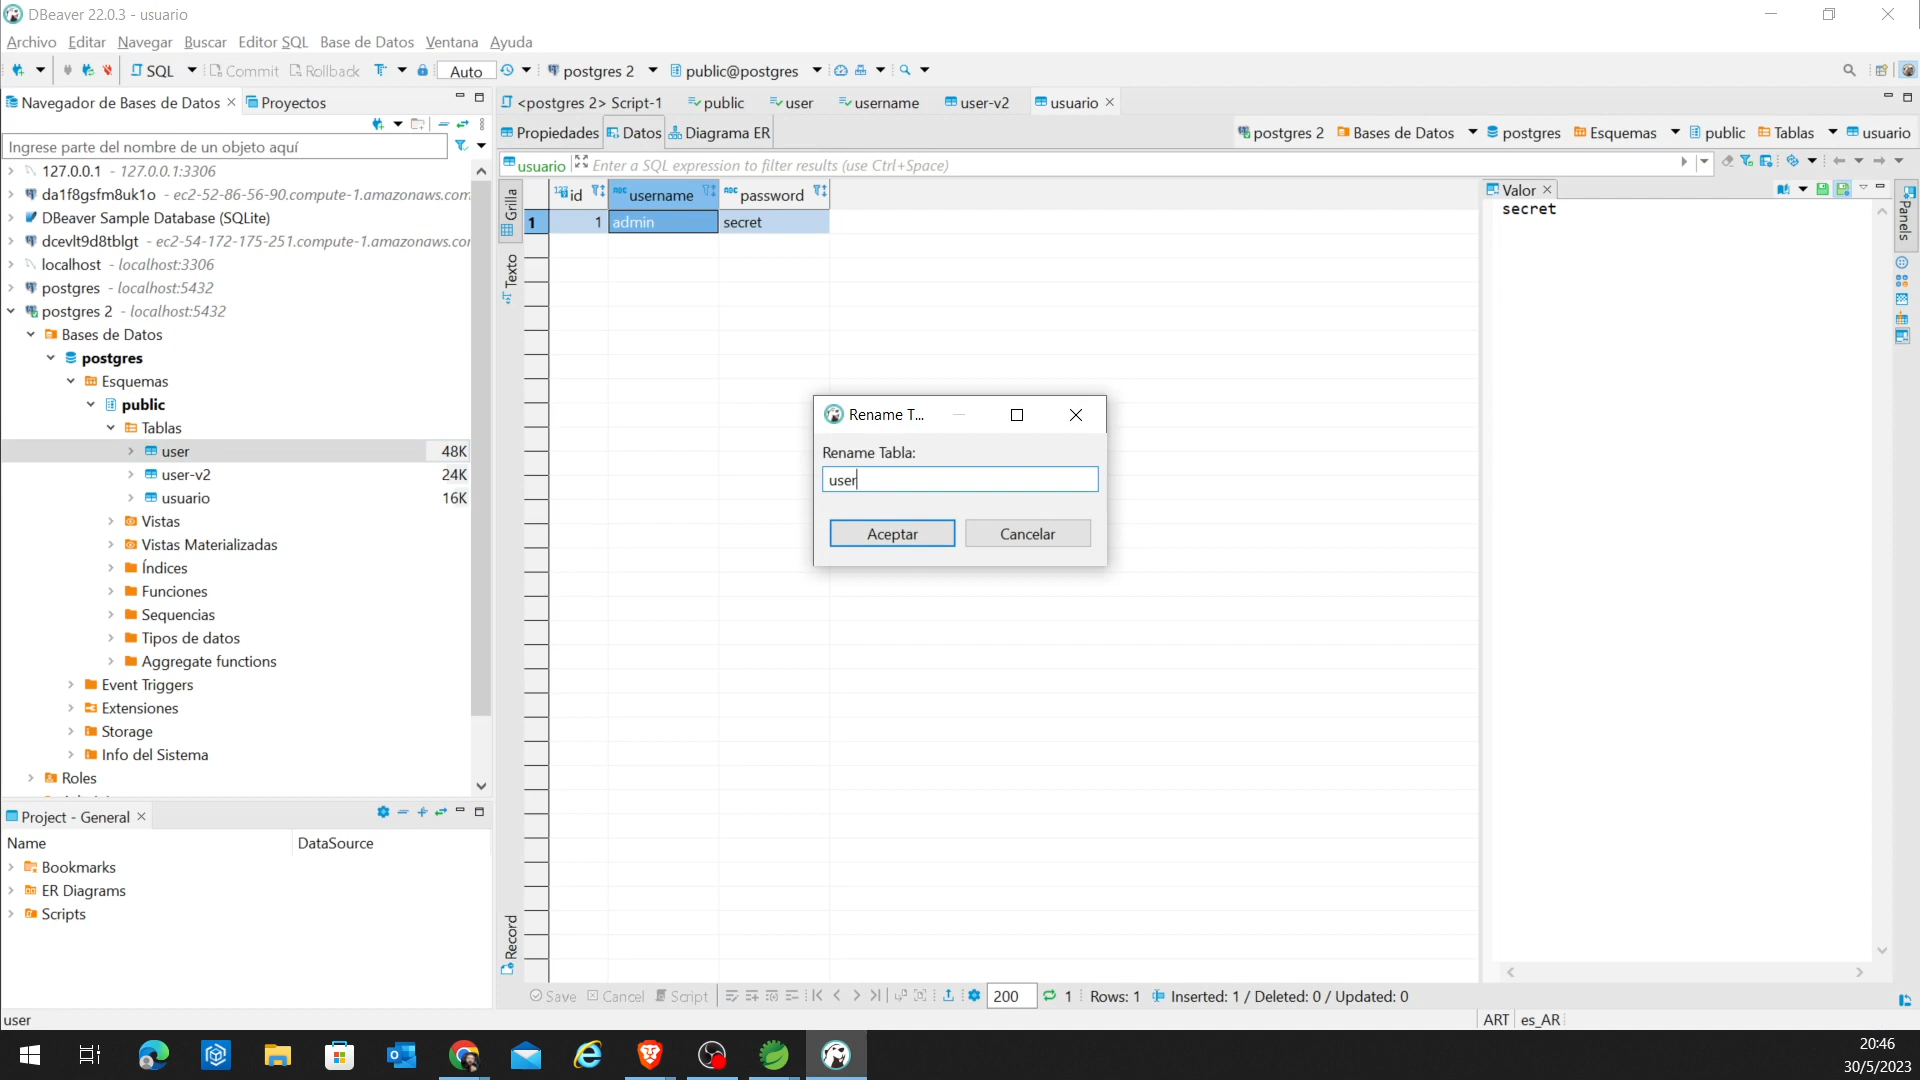 DBeaver 22.0.3 - usuario
Archivo Editar Navegar Buscar Editor SQL Base de Datos Ventana Ayuda
SQL Commit Rollback Auto postgres 2 public@postgres
Navegador de Bases de Datos Proyectos
<postgres 2> Script-1 public user username user-v2 usuario
Propiedades Datos Diagrama ER postgres 2 Bases de Datos postgres Esquemas public Tablas usuario
Ingrese parte del nombre de un objeto aquí
usuario Enter a SQL expression to filter results (use Ctrl+Space)
127.0.0.1 - 127.0.0.1:3306
da1f8gsfm8uk1o - ec2-52-86-56-90.compute-1.amazonaws.com
DBeaver Sample Database (SQLite)
dcevlt9d8tblgt - ec2-54-172-175-251.compute-1.amazonaws.cor
localhost - localhost:3306
postgres - localhost:5432
postgres 2 - localhost:5432
Bases de Datos
postgres
Esquemas
public
Tablas
user 48K
user-v2 24K
usuario 16K
Vistas
Vistas Materializadas
Índices
Funciones
Sequencias
Tipos de datos
Aggregate functions
Event Triggers
Extensiones
Storage
Info del Sistema
Roles
Grilla
Texto
Record
123 id ABC username ABC password
1 1 admin secret
Valor
secret
Panels
Rename T...
Rename Tabla:
user
Aceptar Cancelar
Project - General
Name DataSource
Bookmarks
ER Diagrams
Scripts
Save Cancel Script 200 1 Rows: 1 Inserted: 1 / Deleted: 0 / Updated: 0
user ART es_AR
20:46
30/5/2023